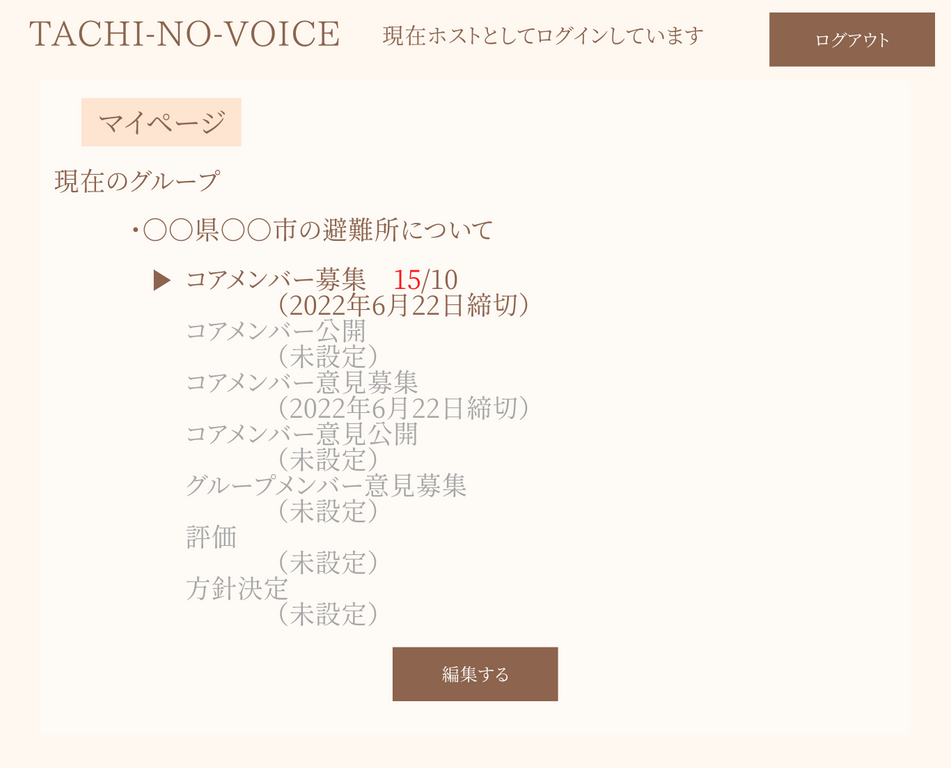 TACHI-NO-VOICE
現在ホストとしてログインしています
ログアウト
マイページ
現在のグループ
・〇〇県〇〇市の避難所について
▶ コアメンバー募集　15/10
（2022年6月22日締切）
コアメンバー公開
（未設定）
コアメンバー意見募集
（2022年6月22日締切）
コアメンバー意見公開
（未設定）
グループメンバー意見募集
（未設定）
評価
（未設定）
方針決定
（未設定）
編集する